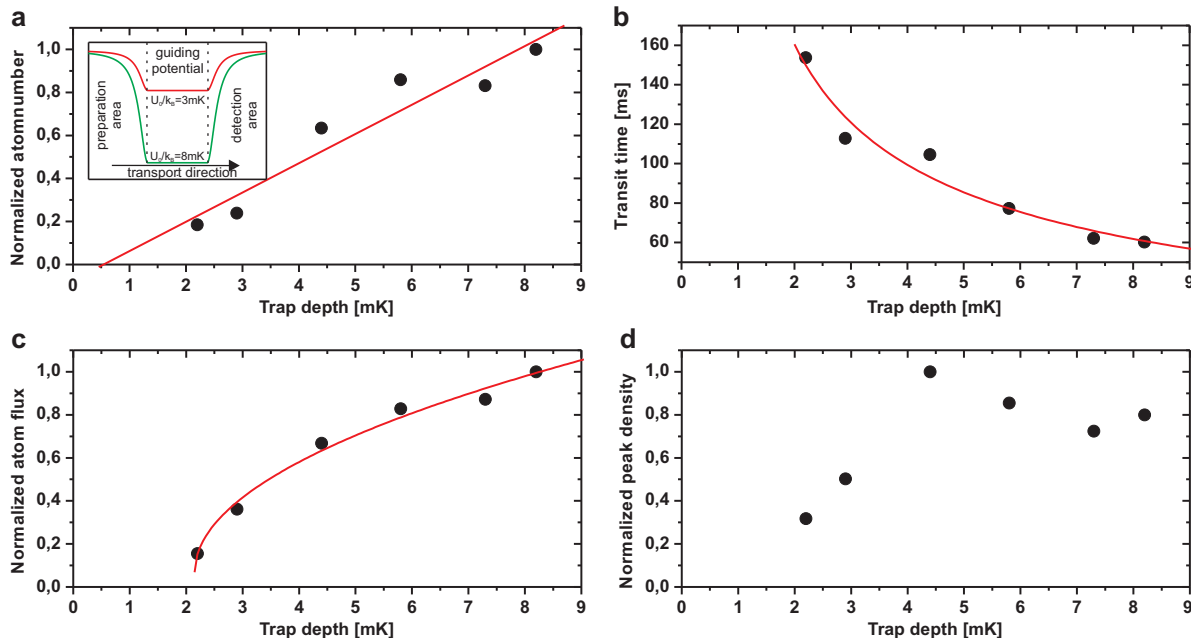 a
Normalized atomnumber
1,0
0,8
0,6
0,4
0,2
0,0
0 1 2 3 4 5 6 7 8 9
Trap depth [mK]
preparation
area
guiding
potential
U₀/kB=3mK
U₀/kB=8mK
detection
area
transport direction
b
Transit time [ms]
160
140
120
100
80
60
0 1 2 3 4 5 6 7 8 9
Trap depth [mK]
c
Normalized atom flux
1,0
0,8
0,6
0,4
0,2
0,0
0 1 2 3 4 5 6 7 8 9
Trap depth [mK]
d
Normalized peak density
1,0
0,8
0,6
0,4
0,2
0,0
0 1 2 3 4 5 6 7 8 9
Trap depth [mK]